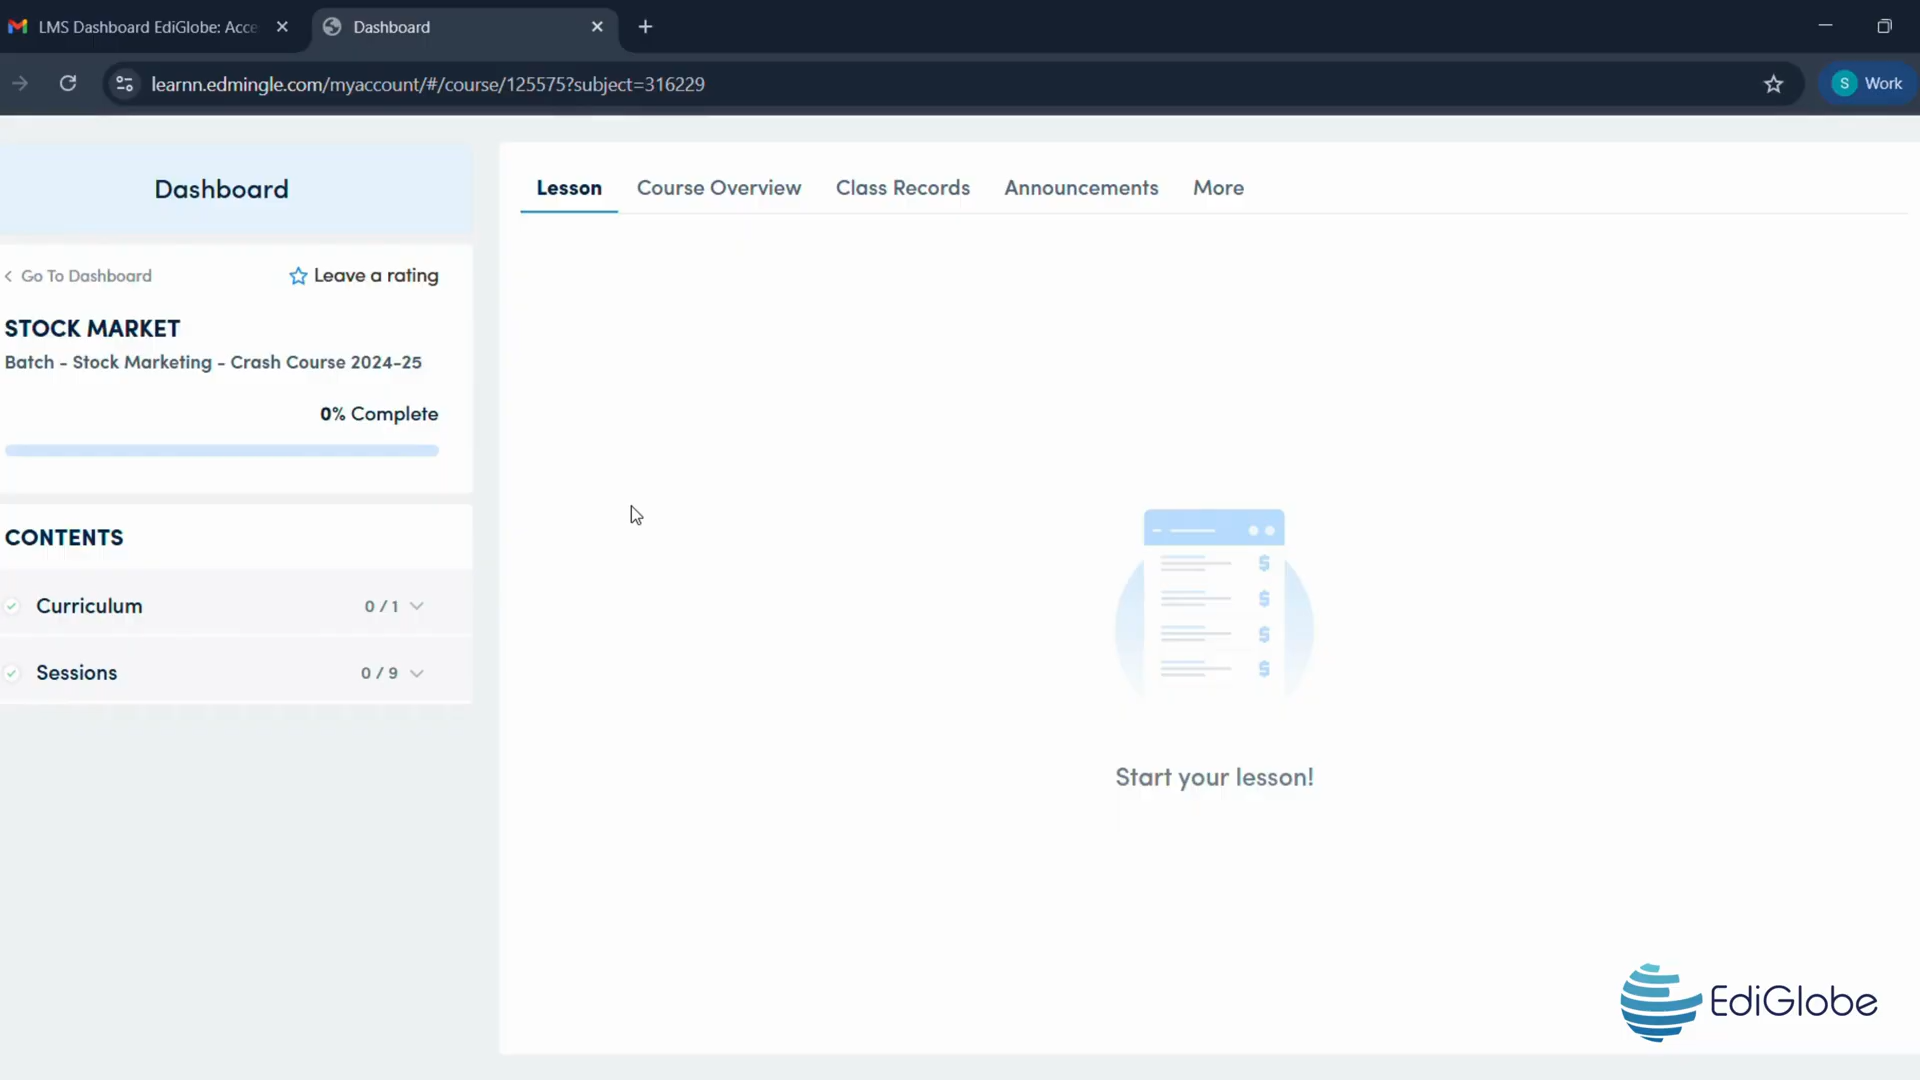 LMS Dashboard EdiGlobe: Acce
Dashboard
learnn.edmingle.com/myaccount/#/course/125575?subject=316229
S Work
Dashboard
Lesson Course Overview Class Records Announcements More
Go To Dashboard
Leave a rating
STOCK MARKET
Batch - Stock Marketing - Crash Course 2024-25
0% Complete
CONTENTS
Curriculum 0 / 1
Sessions 0 / 9
$
$
$
$
Start your lesson!
EdiGlobe